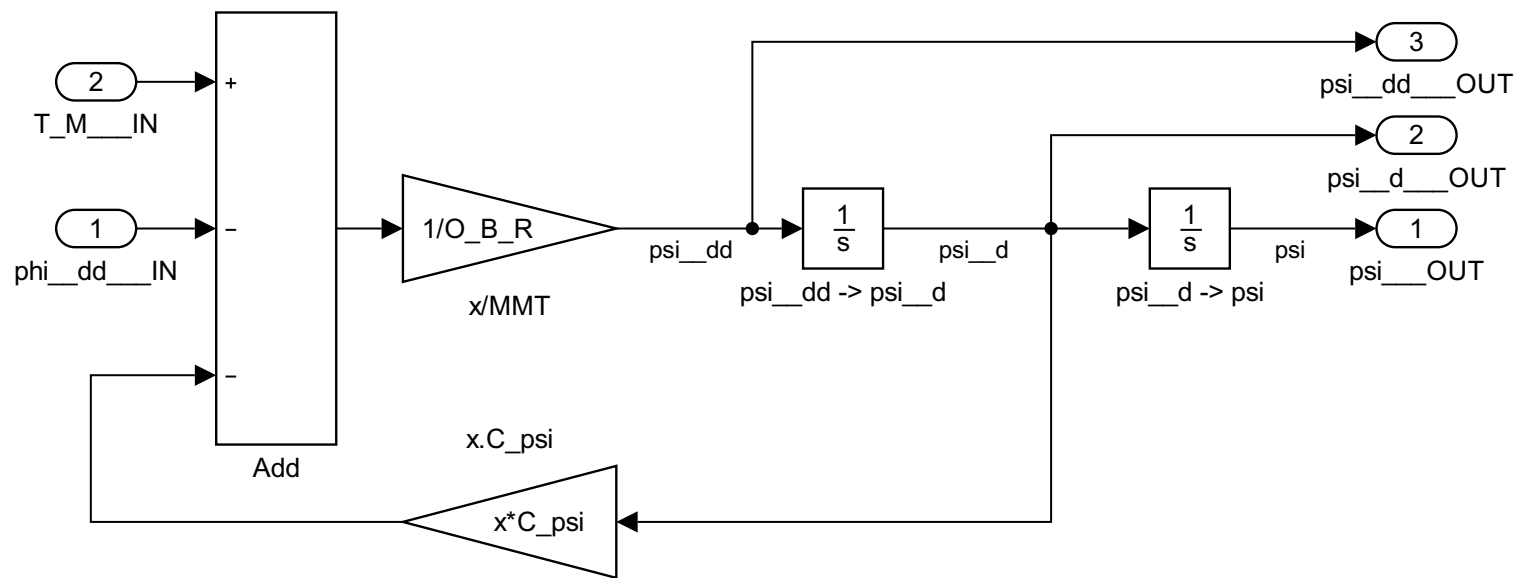 3
psi__dd___OUT
2
+
T_M___IN
2
psi__d___OUT
1
−
phi__dd___IN
1/O_B_R
x/MMT
psi__dd
1
s
psi__dd -> psi__d
psi__d
1
s
psi__d -> psi
psi
1
psi___OUT
−
Add
x.C_psi
x*C_psi